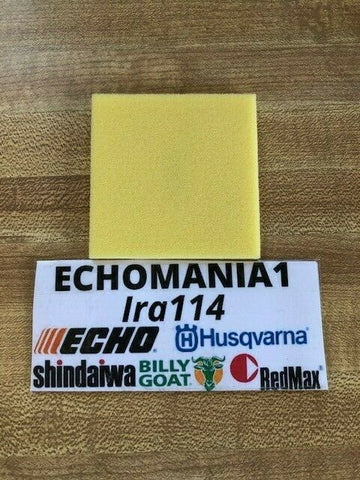 ECHOMANIA1
Ira114
ECHO Husqvarna
shindaiwa BILLY GOAT RedMax